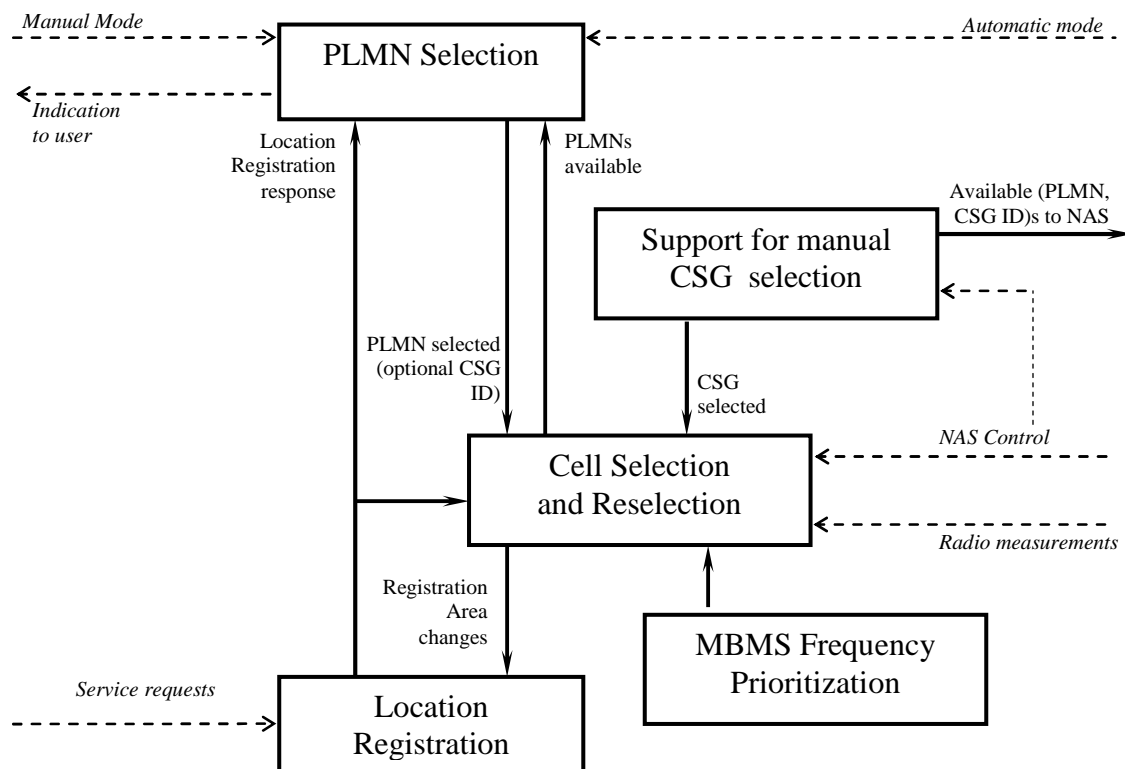 Manual Mode
PLMN Selection
Automatic mode
Indication
to user
Location
Registration
response
PLMNs
available
Available (PLMN,
CSG ID)s to NAS
Support for manual
CSG selection
PLMN selected
(optional CSG
ID)
CSG
selected
NAS Control
Cell Selection
and Reselection
Radio measurements
Registration
Area
changes
MBMS Frequency
Prioritization
Service requests
Location
Registration